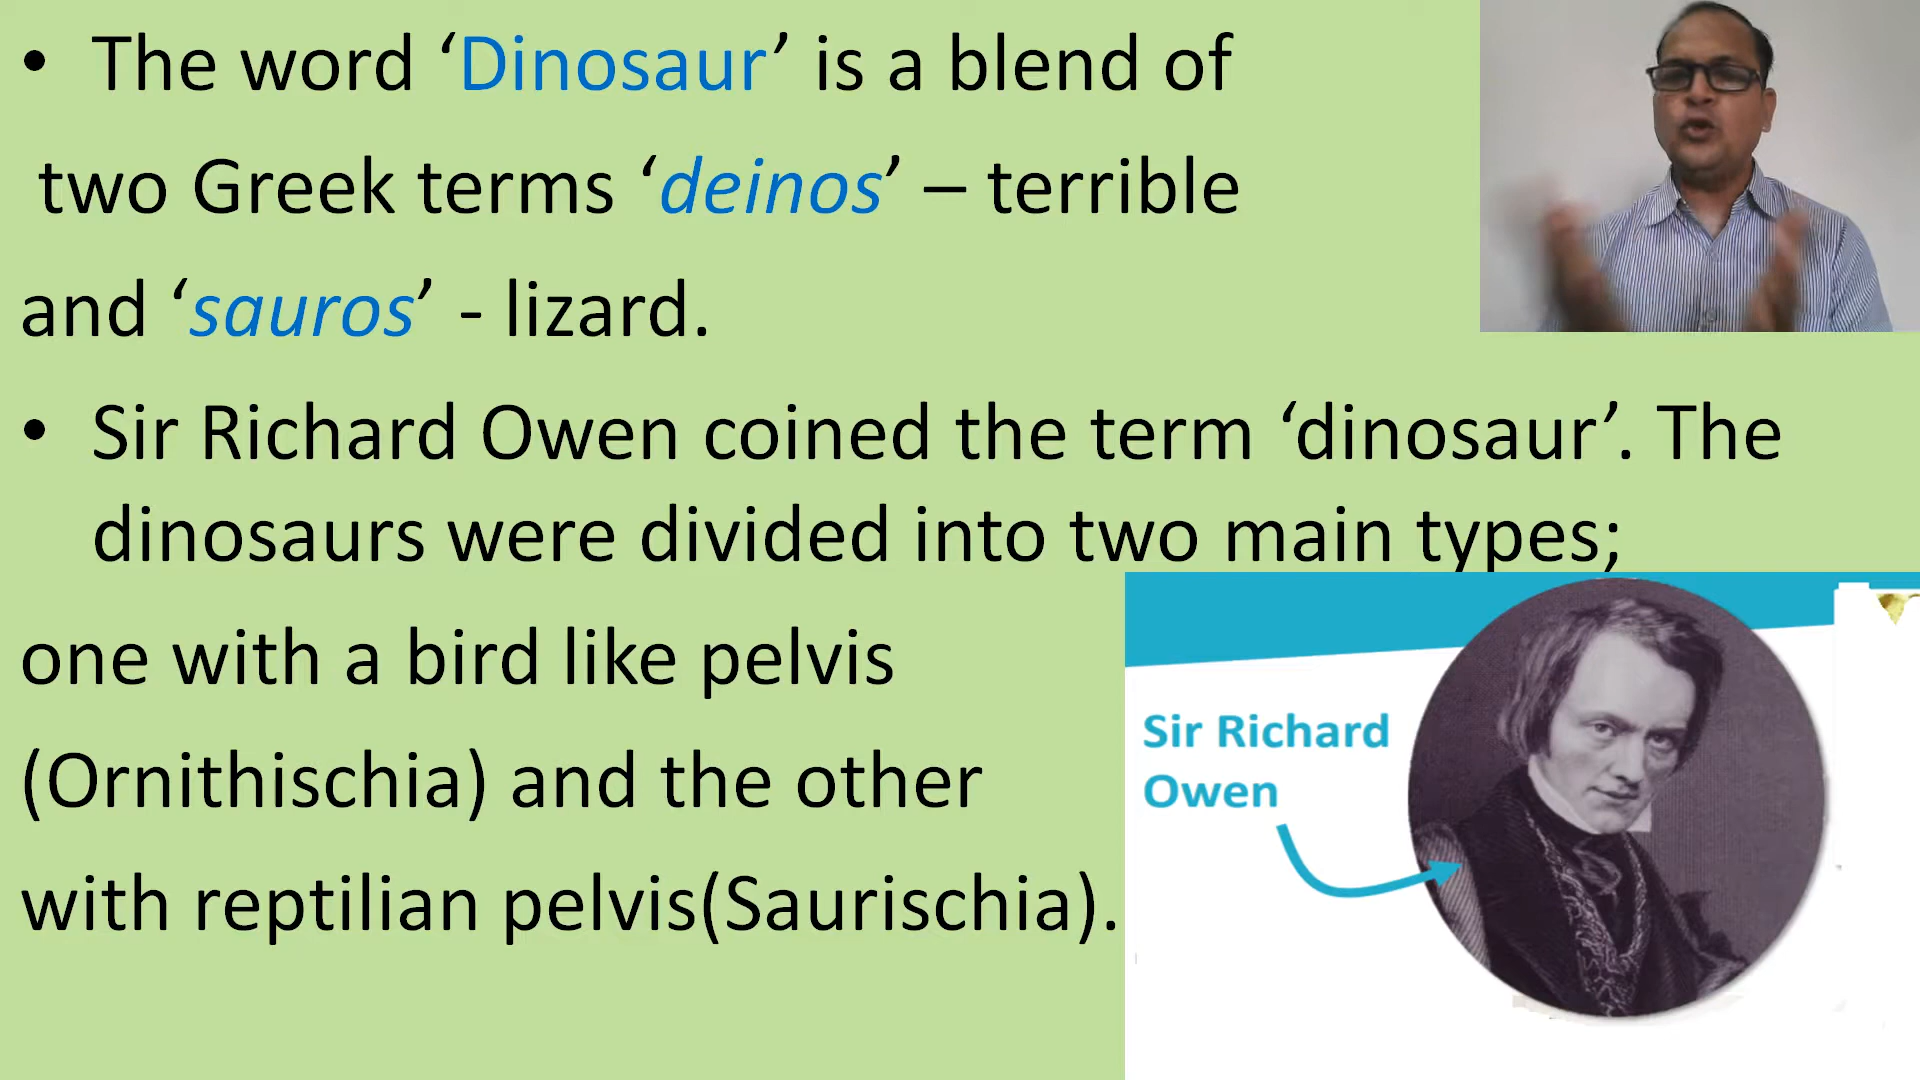 • The word ‘Dinosaur’ is a blend of
two Greek terms ‘deinos’ – terrible
and ‘sauros’ - lizard.
• Sir Richard Owen coined the term ‘dinosaur’. The
dinosaurs were divided into two main types;
one with a bird like pelvis
(Ornithischia) and the other
with reptilian pelvis(Saurischia).
Sir Richard
Owen